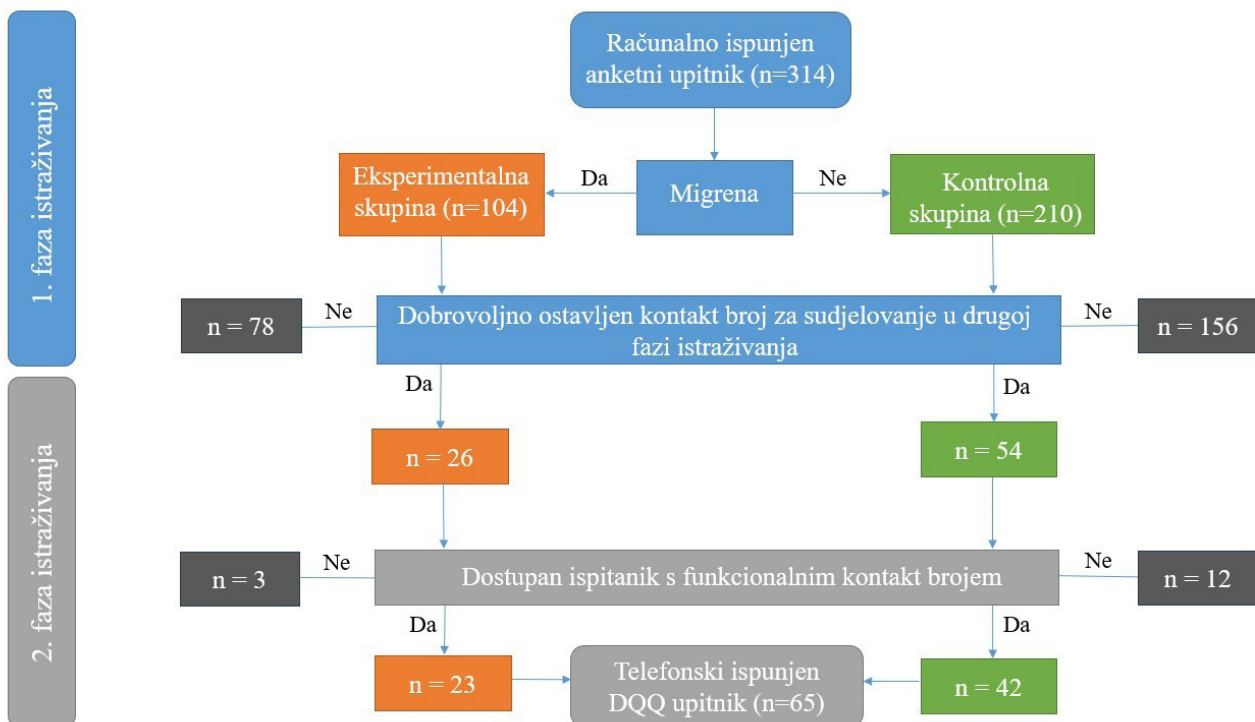 1. faza istraživanja
Računalno ispunjen
anketni upitnik (n=314)
Eksperimentalna
skupina (n=104)
Da
Migrena
Ne
Kontrolna
skupina (n=210)
n = 78
Ne
Dobrovoljno ostavljen kontakt broj za sudjelovanje u drugoj
fazi istraživanja
Ne
n = 156
Da
Da
2. faza istraživanja
n = 26
n = 54
n = 3
Ne
Dostupan ispitanik s funkcionalnim kontakt brojem
Ne
n = 12
Da
Da
n = 23
Telefonski ispunjen
DQQ upitnik (n=65)
n = 42